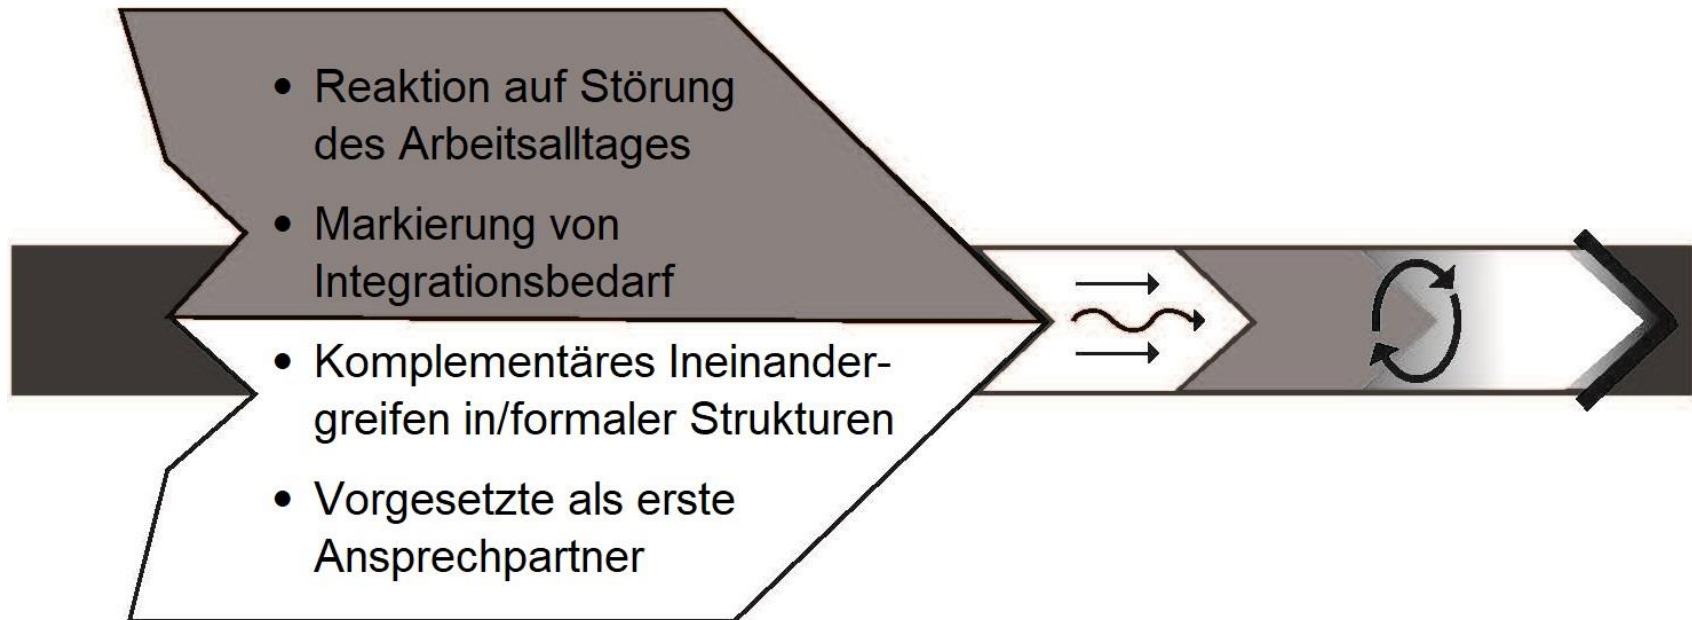 • Reaktion auf Störung
des Arbeitsalltages
• Markierung von
Integrationsbedarf
• Komplementäres Ineinander-
greifen in/formaler Strukturen
• Vorgesetzte als erste
Ansprechpartner